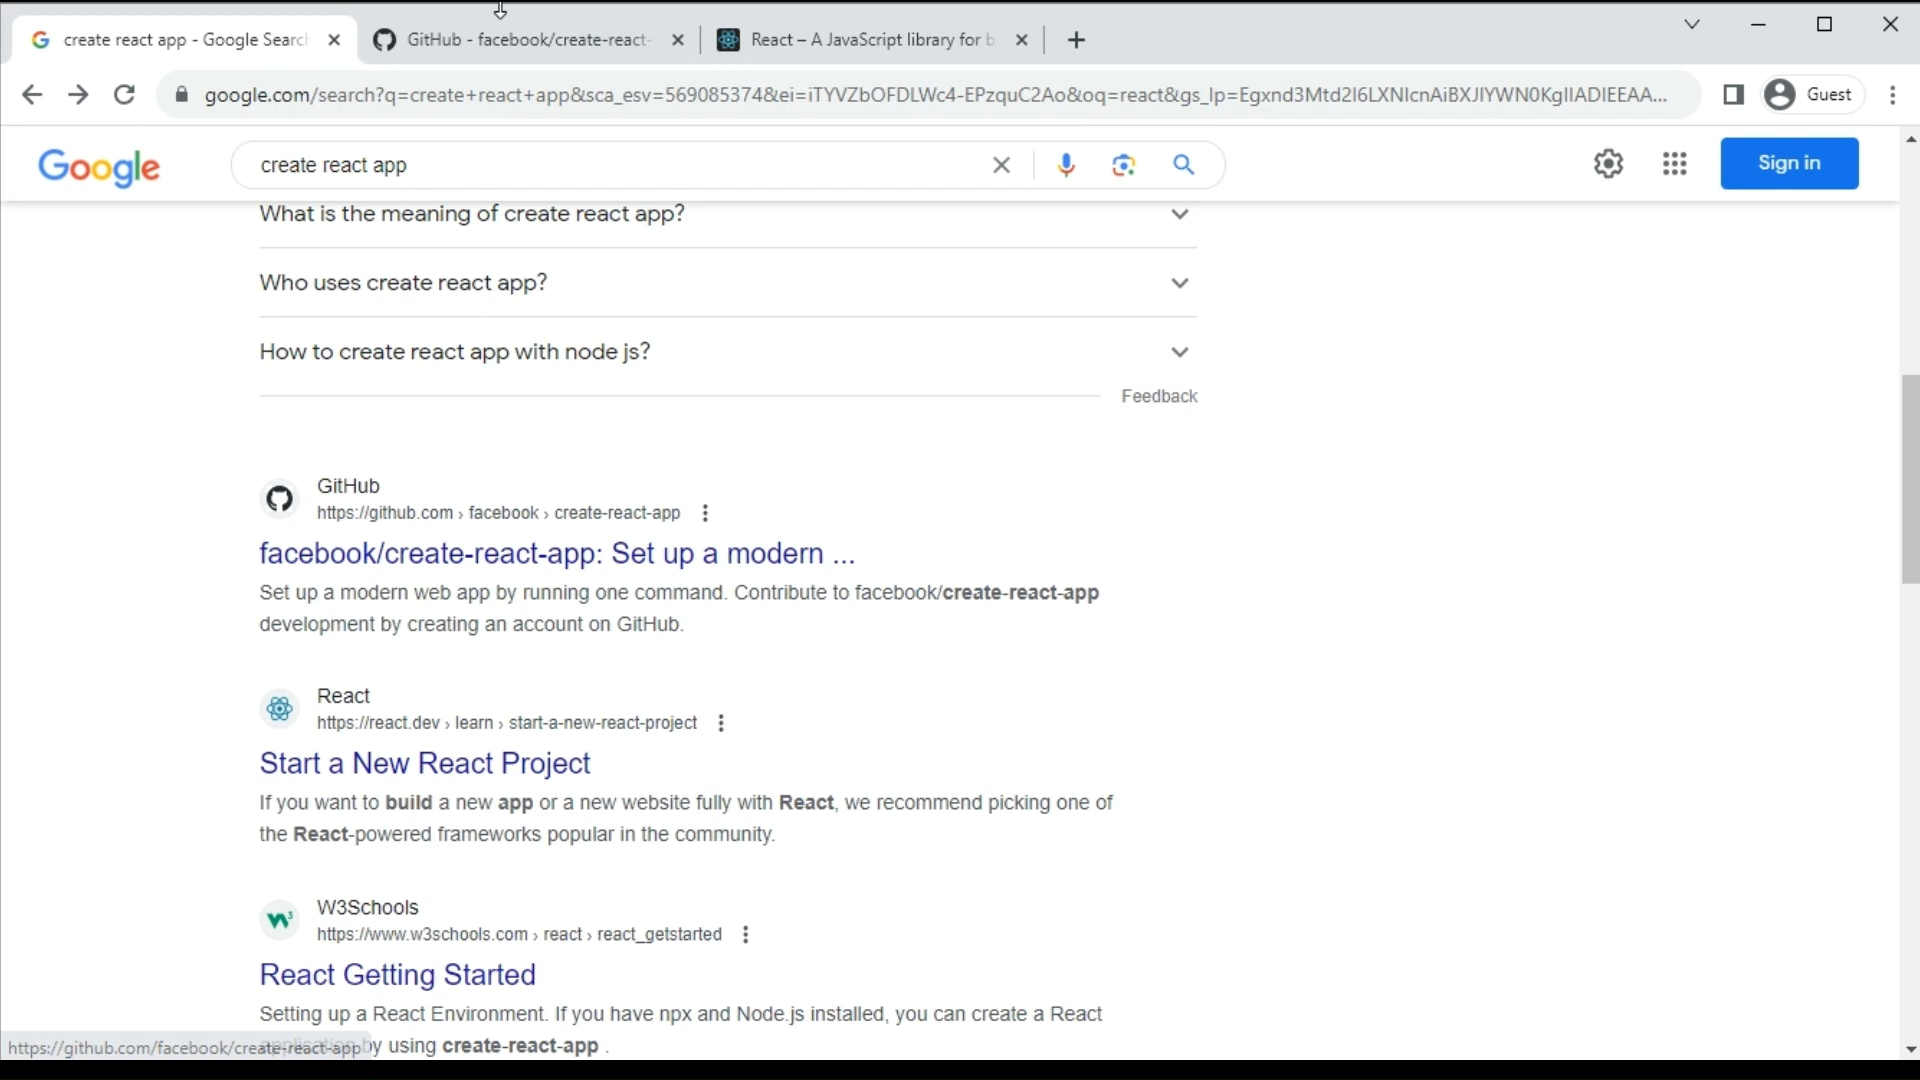 create react app - Google Search
GitHub - facebook/create-react-
React – A JavaScript library for b
google.com/search?q=create+react+app&sca_esv=569085374&ei=iTYVZbOFDLWc4-EPzquC2Ao&oq=react&gs_lp=Egxnd3Mtd2l6LXNlcnAiBXJlYWN0KgIIADIEEAA...
Guest
Google
create react app
Sign in
What is the meaning of create react app?
Who uses create react app?
How to create react app with node js?
Feedback
GitHub
https://github.com › facebook › create-react-app
facebook/create-react-app: Set up a modern ...
Set up a modern web app by running one command. Contribute to facebook/create-react-app
development by creating an account on GitHub.
React
https://react.dev › learn › start-a-new-react-project
Start a New React Project
If you want to build a new app or a new website fully with React, we recommend picking one of
the React-powered frameworks popular in the community.
W3Schools
https://www.w3schools.com › react › react_getstarted
React Getting Started
Setting up a React Environment. If you have npx and Node.js installed, you can create a React
application by using create-react-app .
https://github.com/facebook/create-react-app